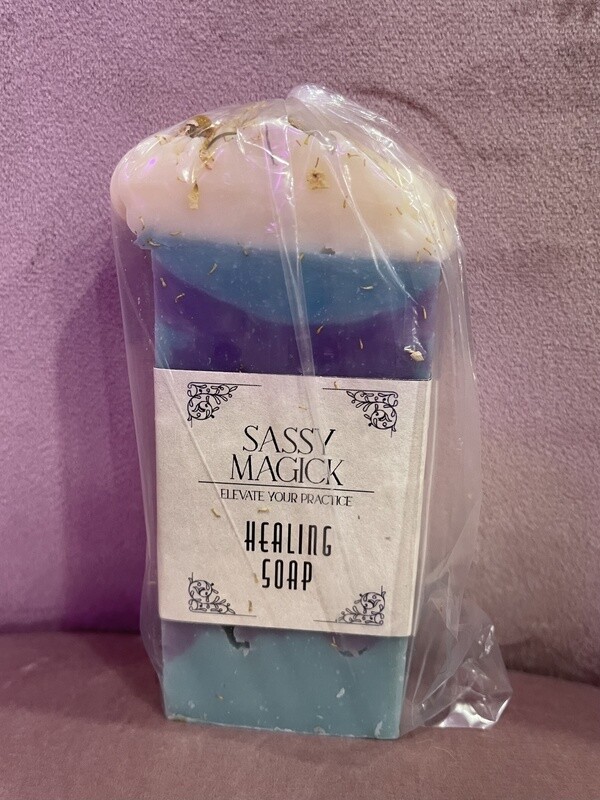 SASSY
MAGICK
ELEVATE YOUR PRACTICE
HEALING
SOAP